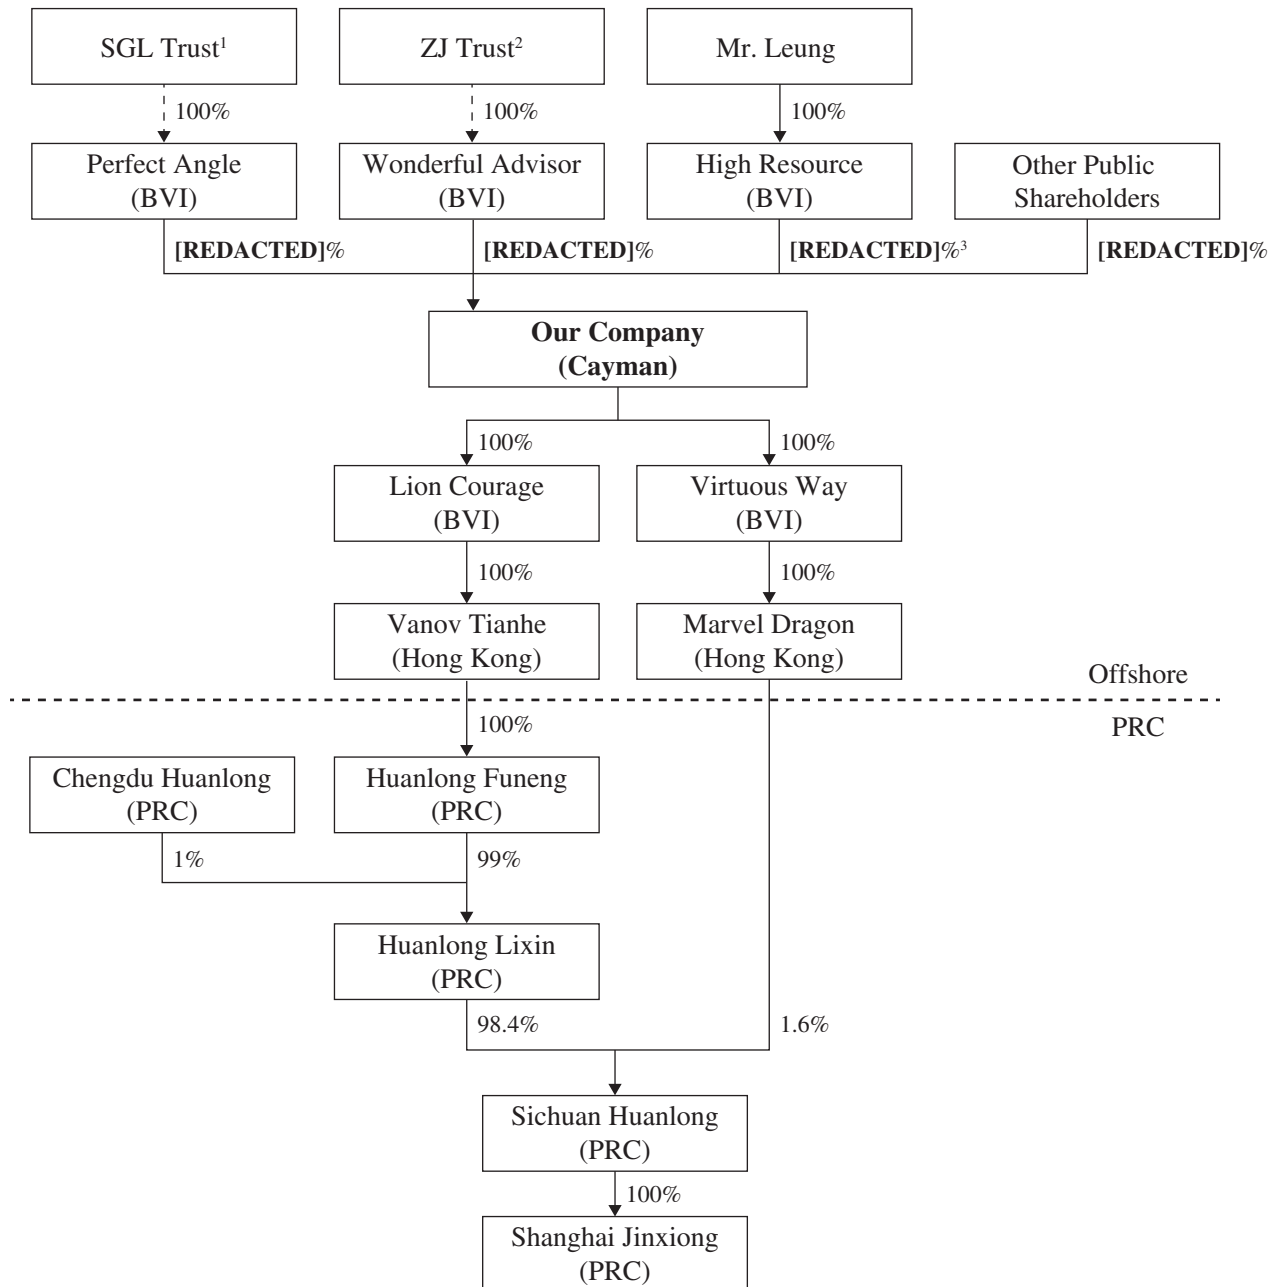 SGL Trust¹
ZJ Trust²
Mr. Leung
100%
100%
100%
Perfect Angle
(BVI)
Wonderful Advisor
(BVI)
High Resource
(BVI)
Other Public
Shareholders
[REDACTED]%
[REDACTED]%
[REDACTED]%³
[REDACTED]%
Our Company
(Cayman)
100%
100%
Lion Courage
(BVI)
Virtuous Way
(BVI)
100%
100%
Vanov Tianhe
(Hong Kong)
Marvel Dragon
(Hong Kong)
Offshore
PRC
100%
Chengdu Huanlong
(PRC)
Huanlong Funeng
(PRC)
1%
99%
Huanlong Lixin
(PRC)
98.4%
1.6%
Sichuan Huanlong
(PRC)
100%
Shanghai Jinxiong
(PRC)